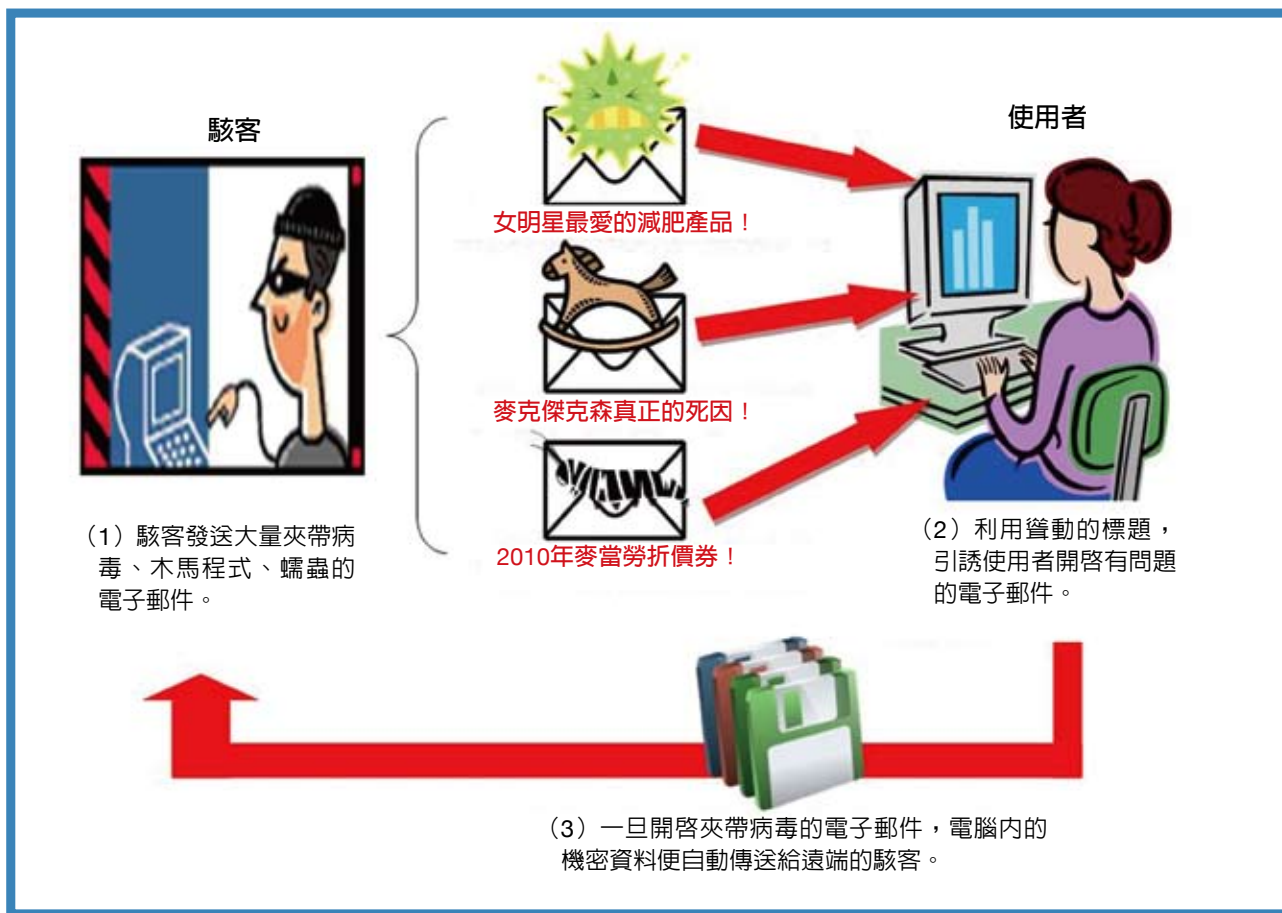 駭客
使用者
女明星最愛的減肥產品！
麥克傑克森真正的死因！
2010年麥當勞折價券！
（1）駭客發送大量夾帶病
毒、木馬程式、蠕蟲的
電子郵件。
（2）利用聳動的標題，
引誘使用者開啟有問題
的電子郵件。
（3）一旦開啟夾帶病毒的電子郵件，電腦內的
機密資料便自動傳送給遠端的駭客。